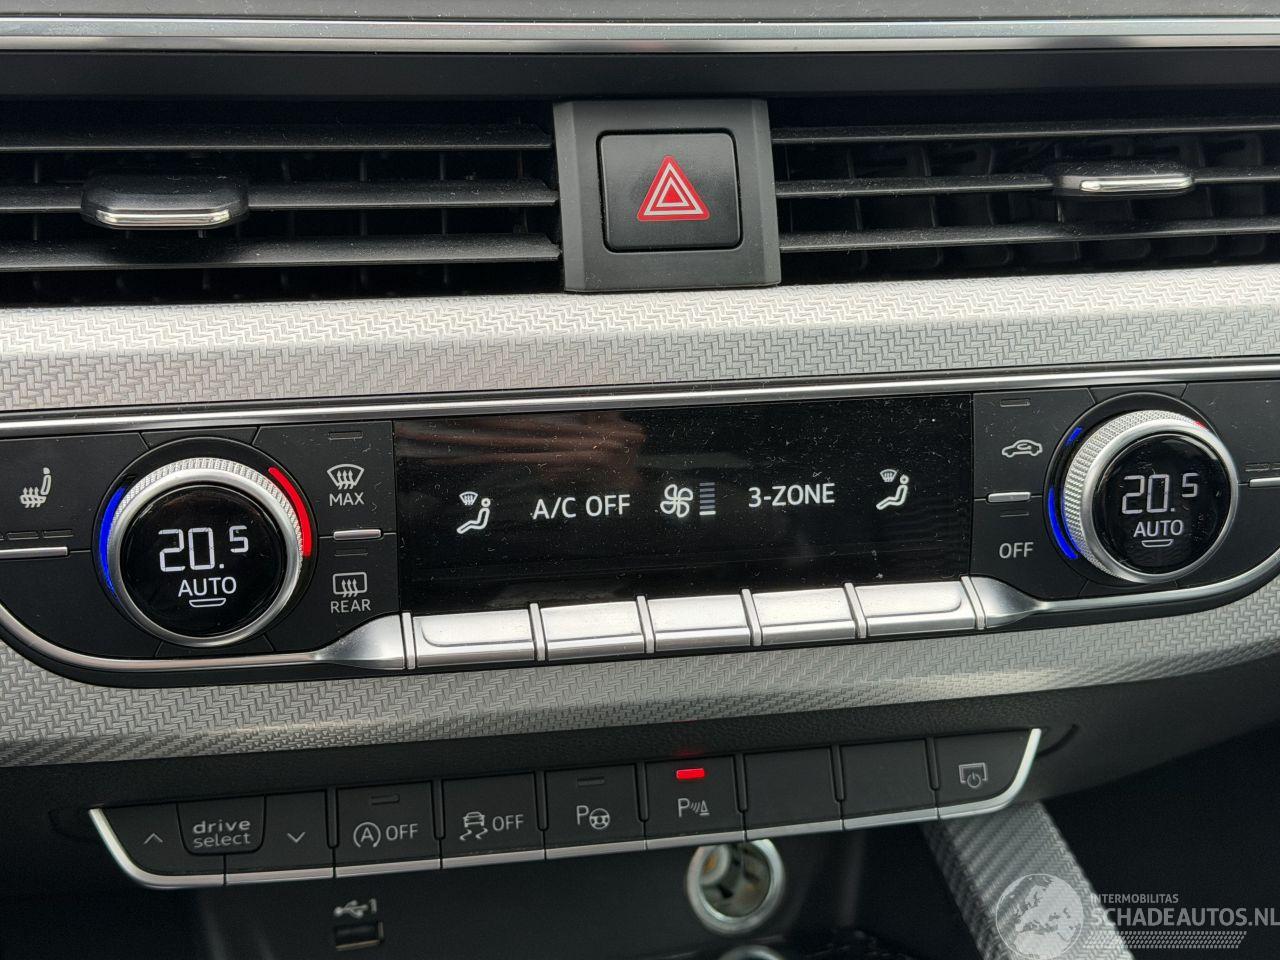 MAX
20.5
AUTO
REAR
A/C OFF
3-ZONE
OFF
20.5
AUTO
drive
select
A OFF
OFF
P
P
1
INTERMOBILITAS
SCHADEAUTOS.NL